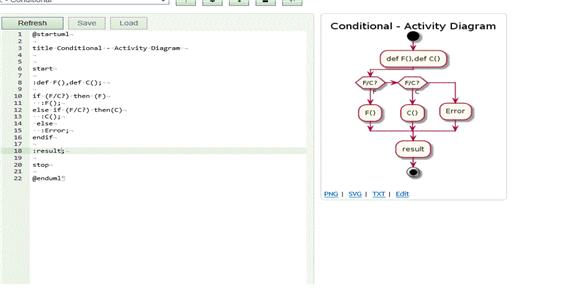 Conditional
Refresh Save Load
1 @startuml
2
3 title Conditional - Activity Diagram
4
5
6 start
7
8 :def F(),def C();
9
10 if (F/C?) then (F)
11 :F();
12 else if (F/C?) then(C)
13 :C();
14 else
15 :Error;
16 endif
17
18 :result;
19
20 stop
21
22 @enduml
Conditional - Activity Diagram
def F(),def C()
F/C? F/C?
F C
F() C() Error
result
PNG | SVG | TXT | Edit